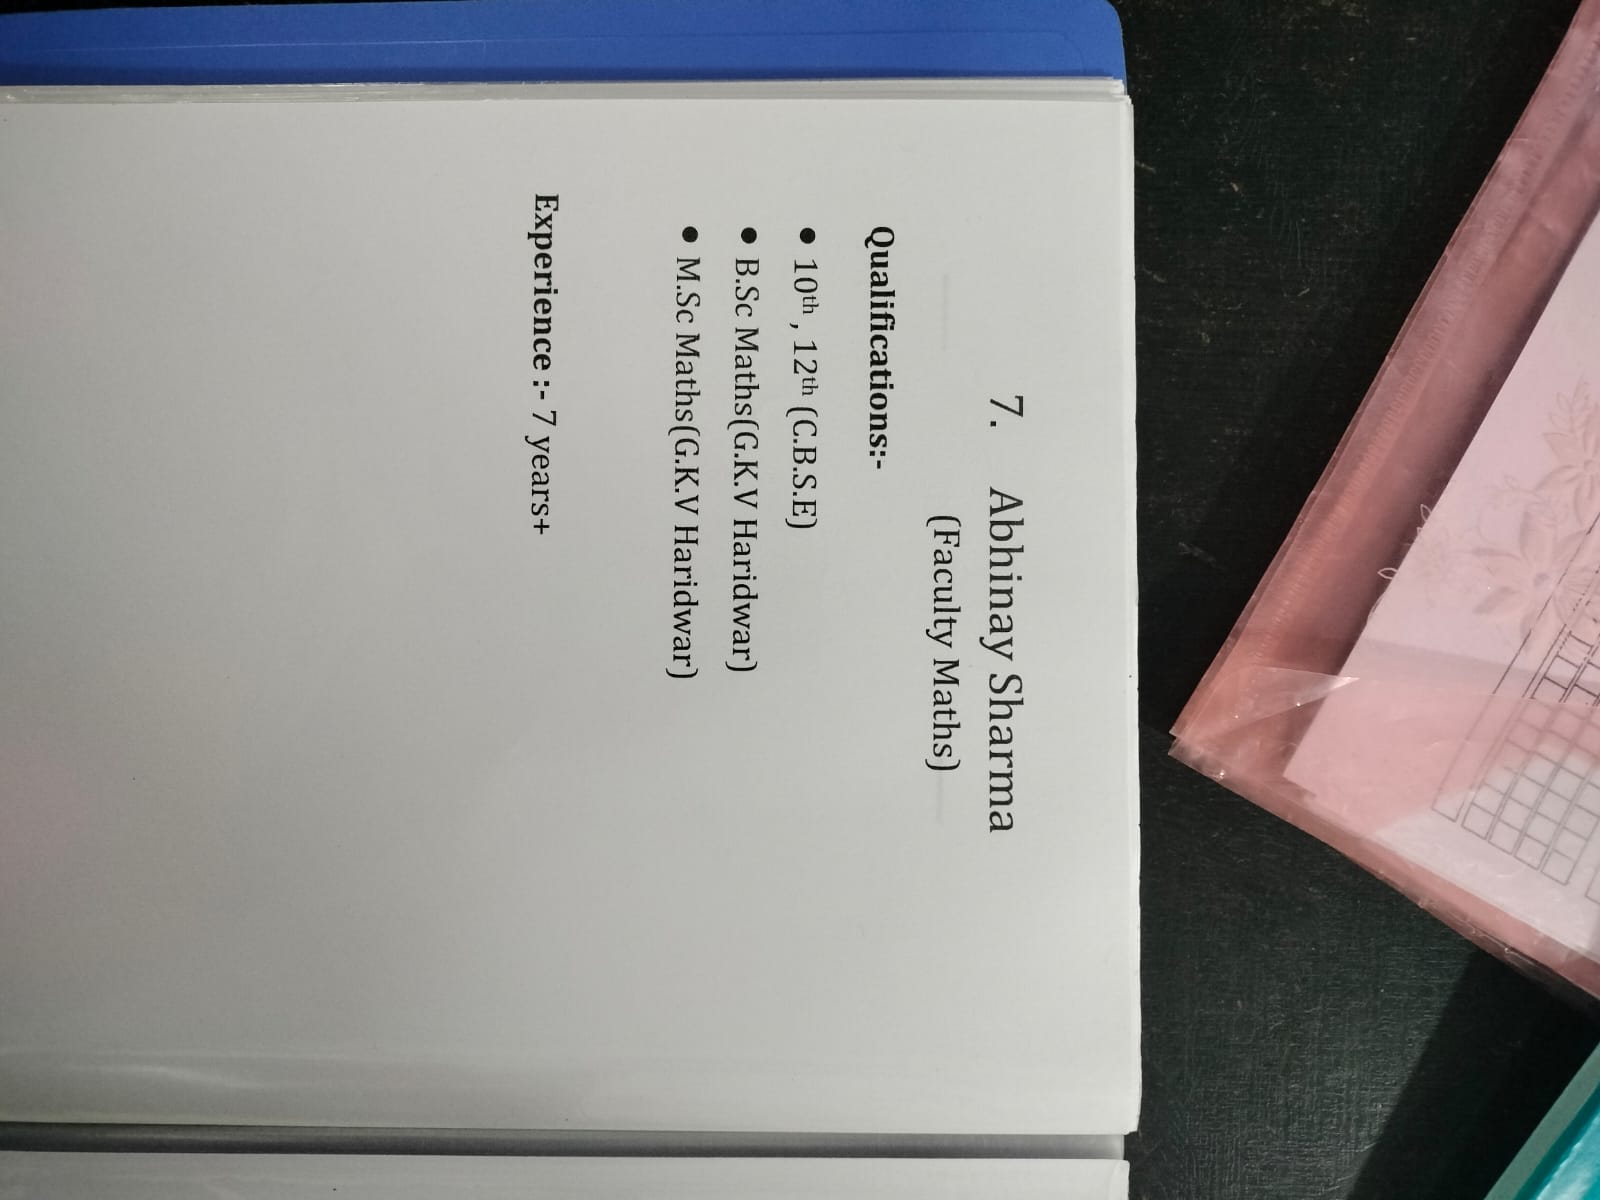 7. Abhinay Sharma
(Faculty Maths)
Qualifications:-
● 10th , 12th (C.B.S.E)
● B.Sc Maths(G.K.V Haridwar)
● M.Sc Maths(G.K.V Haridwar)
Experience :- 7 years+